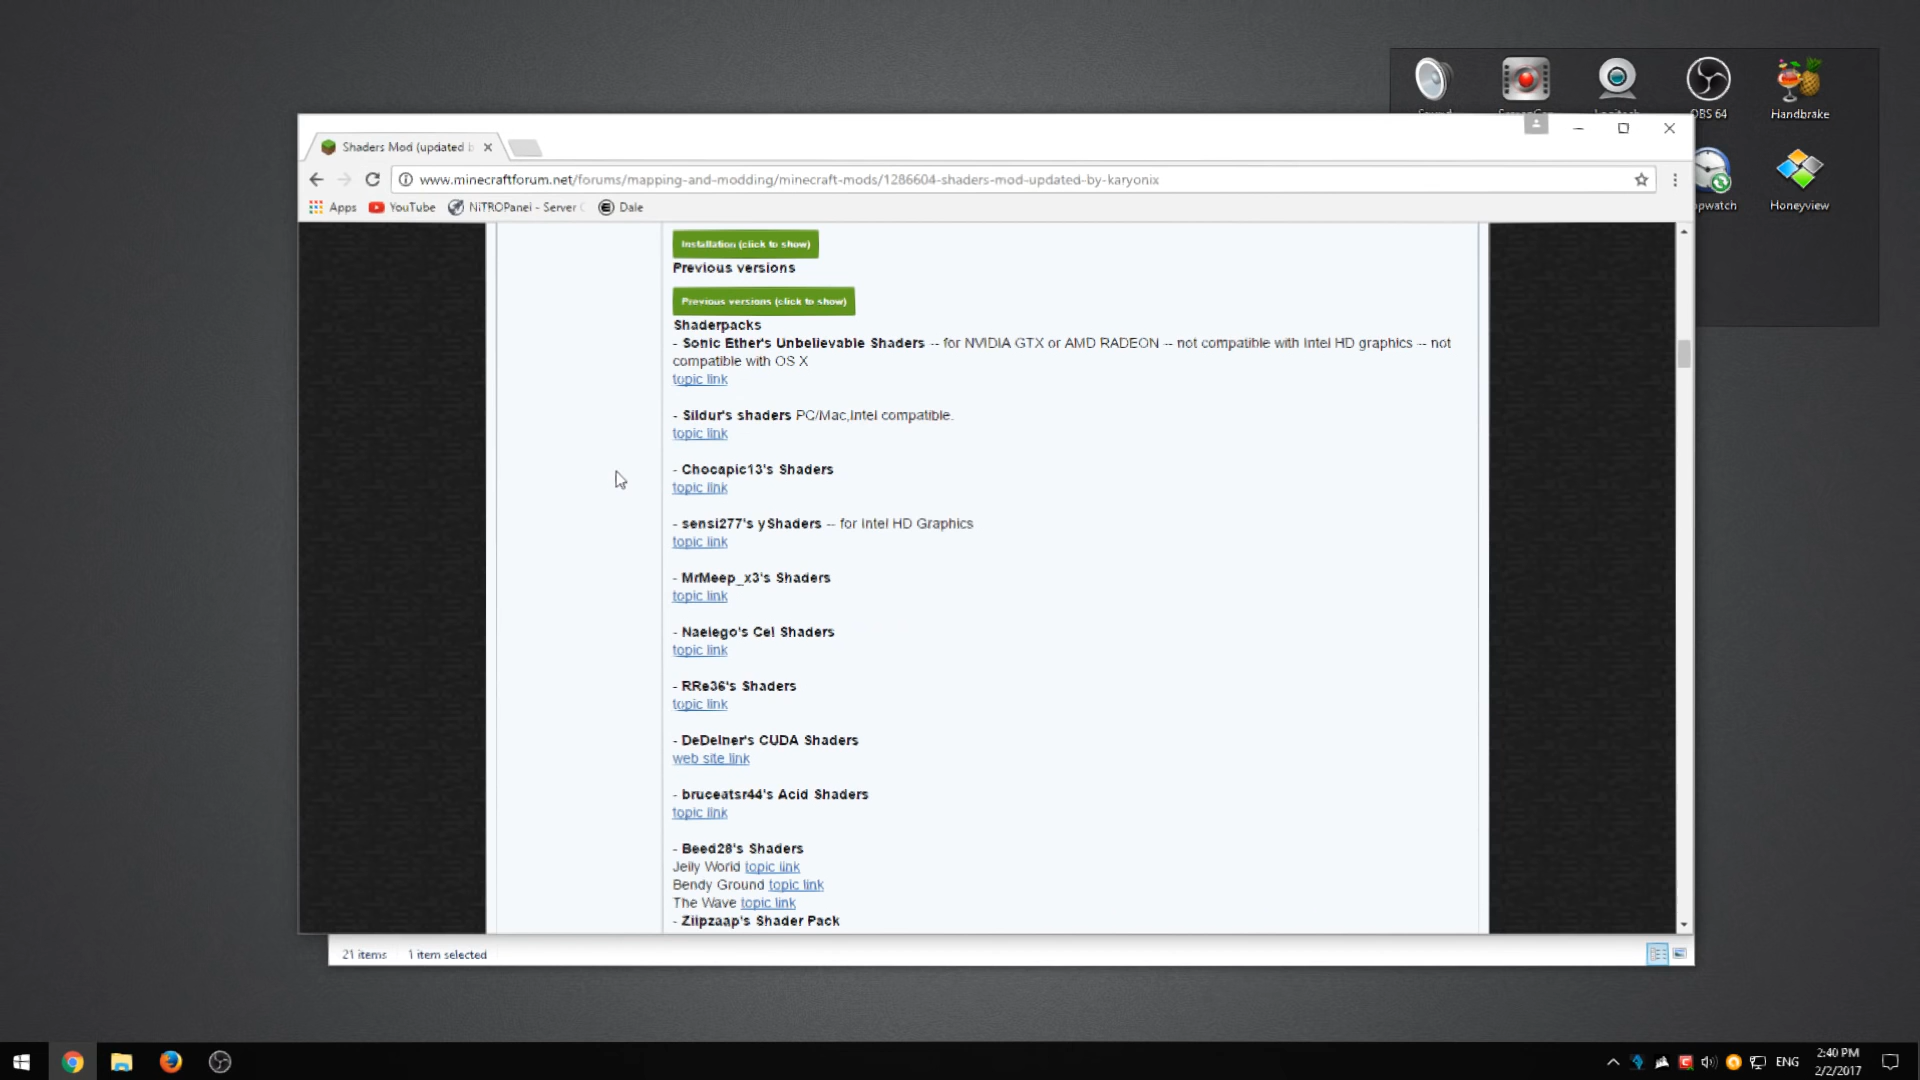 OBS 64
Handbrake
Shaders Mod (updated b
www.minecraftforum.net/forums/mapping-and-modding/minecraft-mods/1286604-shaders-mod-updated-by-karyonix
opwatch
Honeyview
Apps
YouTube
NiTROPanel - Server C
Dale
Installation (click to show)
Previous versions
Previous versions (click to show)
Shaderpacks
- Sonic Ether's Unbelievable Shaders -- for NVIDIA GTX or AMD RADEON -- not compatible with Intel HD graphics -- not
compatible with OS X
topic link
- Sildur's shaders PC/Mac,Intel compatible.
topic link
- Chocapic13's Shaders
topic link
- sensi277's yShaders -- for Intel HD Graphics
topic link
- MrMeep_x3's Shaders
topic link
- Naelego's Cel Shaders
topic link
- RRe36's Shaders
topic link
- DeDelner's CUDA Shaders
web site link
- bruceatsr44's Acid Shaders
topic link
- Beed28's Shaders
Jelly World topic link
Bendy Ground topic link
The Wave topic link
- Ziipzaap's Shader Pack
21 items 1 item selected
ENG
2:40 PM
2/2/2017